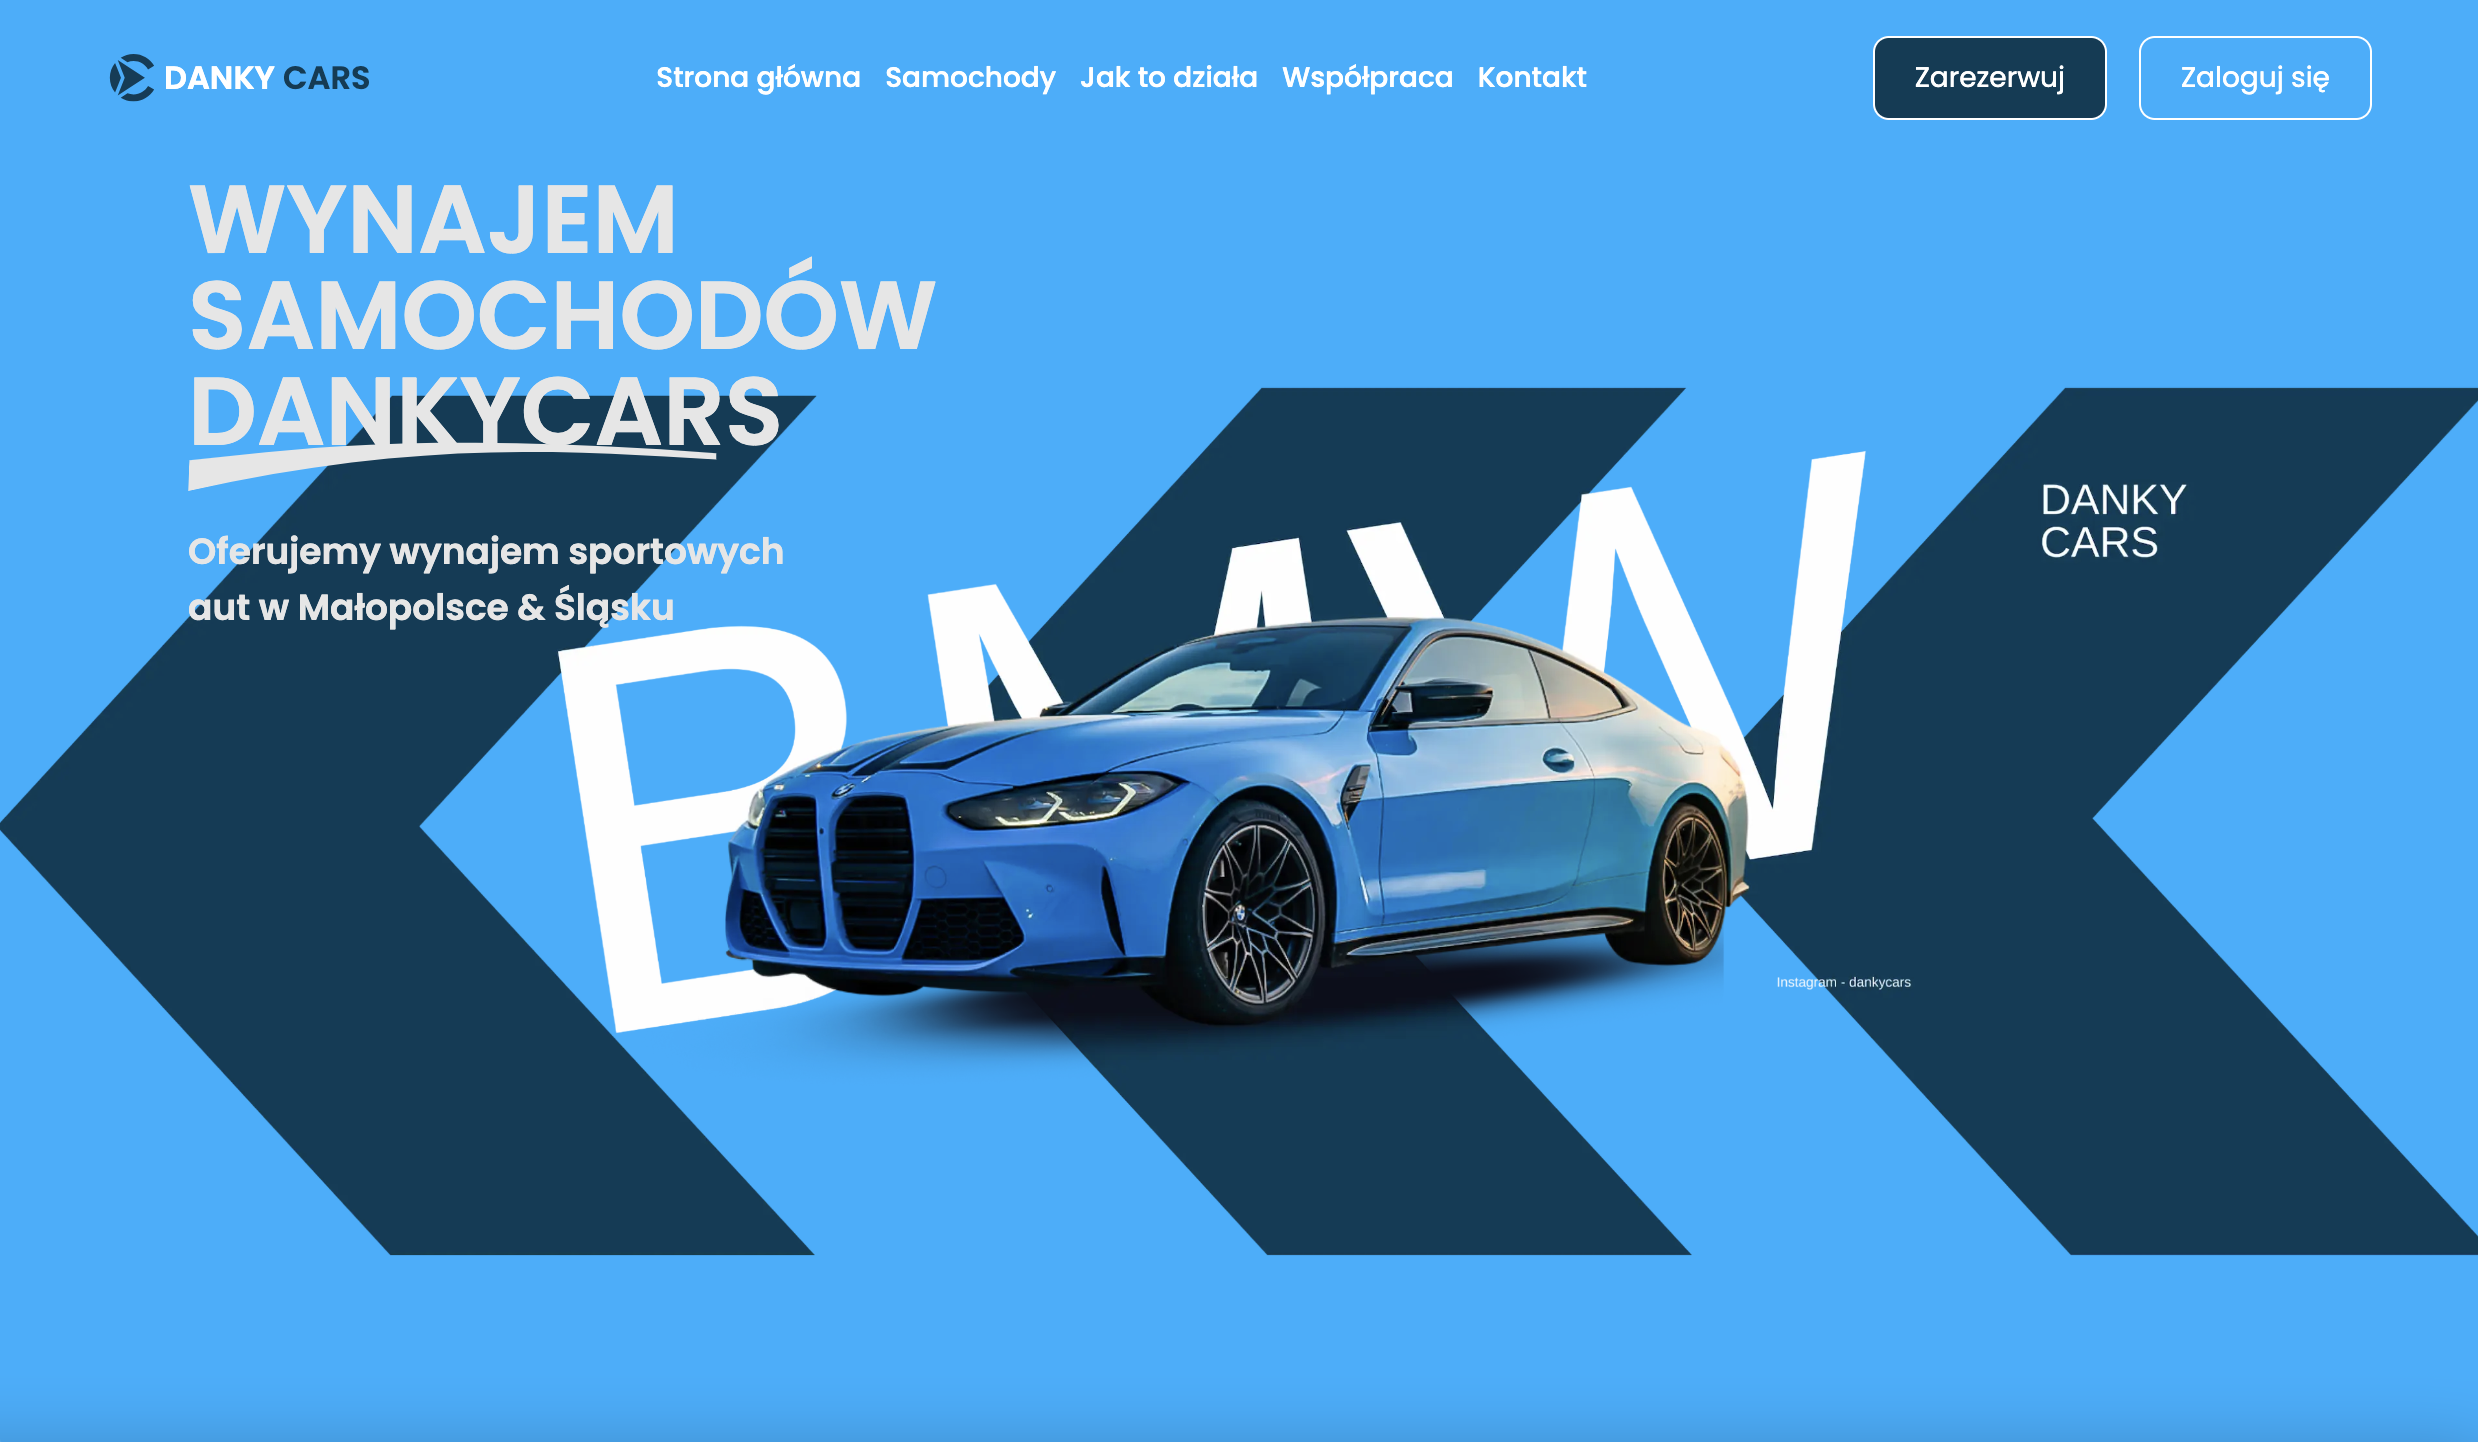 DANKY CARS
Strona główna Samochody Jak to działa Współpraca Kontakt
Zarezerwuj Zaloguj się
WYNAJEM
SAMOCHODÓW
DANKYCARS
Oferujemy wynajem sportowych
aut w Małopolsce & Śląsku
BMW
DANKY
CARS
Instagram - dankycars